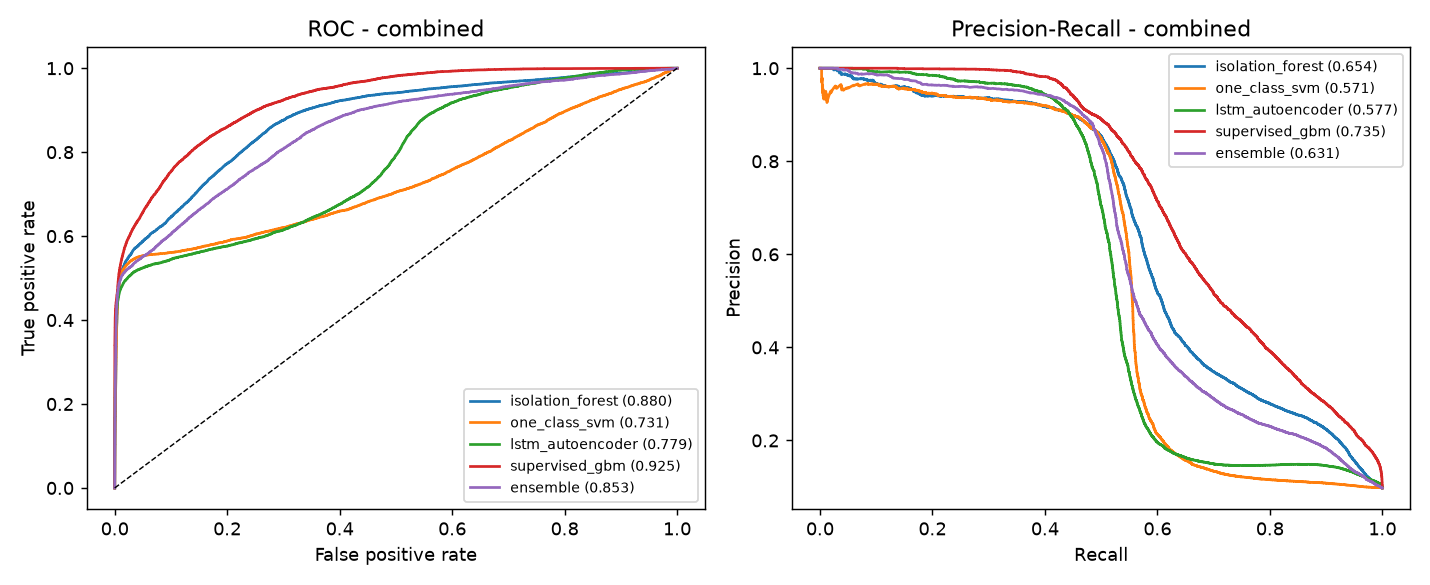 ROC - combined
True positive rate
1.0
0.8
0.6
0.4
0.2
0.0
isolation_forest (0.880)
one_class_svm (0.731)
lstm_autoencoder (0.779)
supervised_gbm (0.925)
ensemble (0.853)
0.0 0.2 0.4 0.6 0.8 1.0
False positive rate
Precision-Recall - combined
Precision
1.0
0.8
0.6
0.4
0.2
isolation_forest (0.654)
one_class_svm (0.571)
lstm_autoencoder (0.577)
supervised_gbm (0.735)
ensemble (0.631)
0.0 0.2 0.4 0.6 0.8 1.0
Recall